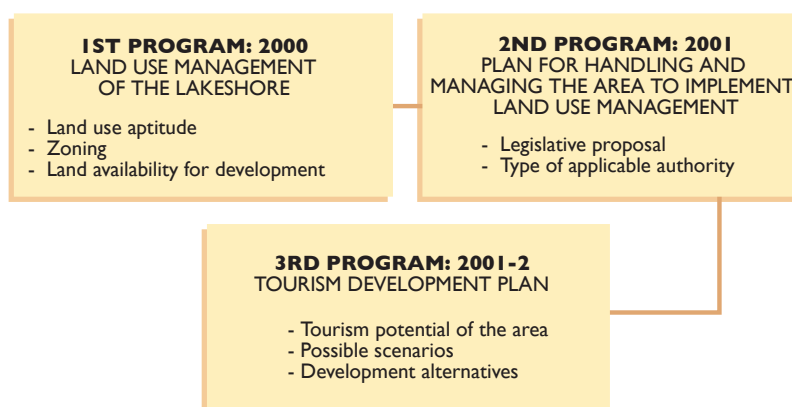 1ST PROGRAM: 2000
LAND USE MANAGEMENT
OF THE LAKESHORE
- Land use aptitude
- Zoning
- Land availability for development
2ND PROGRAM: 2001
PLAN FOR HANDLING AND
MANAGING THE AREA TO IMPLEMENT
LAND USE MANAGEMENT
- Legislative proposal
- Type of applicable authority
3RD PROGRAM: 2001-2
TOURISM DEVELOPMENT PLAN
- Tourism potential of the area
- Possible scenarios
- Development alternatives